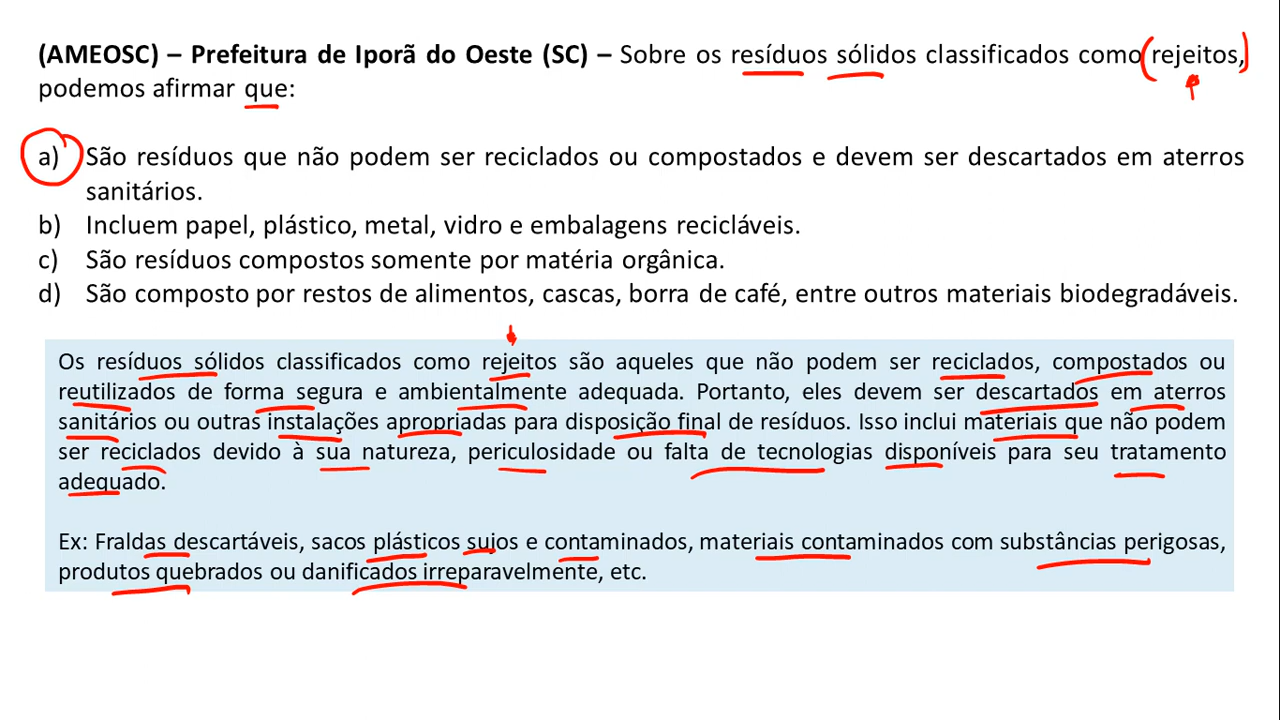 (AMEOSC) – Prefeitura de Iporã do Oeste (SC) – Sobre os resíduos sólidos classificados como rejeitos,
podemos afirmar que:
a) São resíduos que não podem ser reciclados ou compostados e devem ser descartados em aterros
sanitários.
b) Incluem papel, plástico, metal, vidro e embalagens recicláveis.
c) São resíduos compostos somente por matéria orgânica.
d) São composto por restos de alimentos, cascas, borra de café, entre outros materiais biodegradáveis.
Os resíduos sólidos classificados como rejeitos são aqueles que não podem ser reciclados, compostados ou
reutilizados de forma segura e ambientalmente adequada. Portanto, eles devem ser descartados em aterros
sanitários ou outras instalações apropriadas para disposição final de resíduos. Isso inclui materiais que não podem
ser reciclados devido à sua natureza, periculosidade ou falta de tecnologias disponíveis para seu tratamento
adequado.
Ex: Fraldas descartáveis, sacos plásticos sujos e contaminados, materiais contaminados com substâncias perigosas,
produtos quebrados ou danificados irreparavelmente, etc.